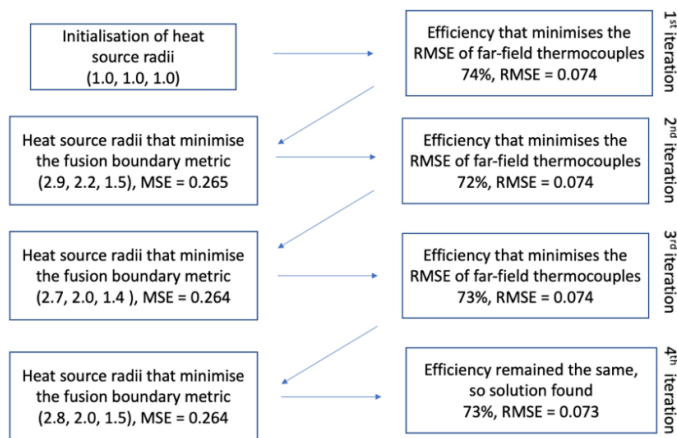 Initialisation of heat
source radii
(1.0, 1.0, 1.0)
Efficiency that minimises the
RMSE of far-field thermocouples
74%, RMSE = 0.074
1st iteration
Heat source radii that minimise
the fusion boundary metric
(2.9, 2.2, 1.5), MSE = 0.265
Efficiency that minimises the
RMSE of far-field thermocouples
72%, RMSE = 0.074
2nd iteration
Heat source radii that minimise
the fusion boundary metric
(2.7, 2.0, 1.4 ), MSE = 0.264
Efficiency that minimises the
RMSE of far-field thermocouples
73%, RMSE = 0.074
3rd iteration
Heat source radii that minimise
the fusion boundary metric
(2.8, 2.0, 1.5), MSE = 0.264
Efficiency remained the same,
so solution found
73%, RMSE = 0.073
4th iteration